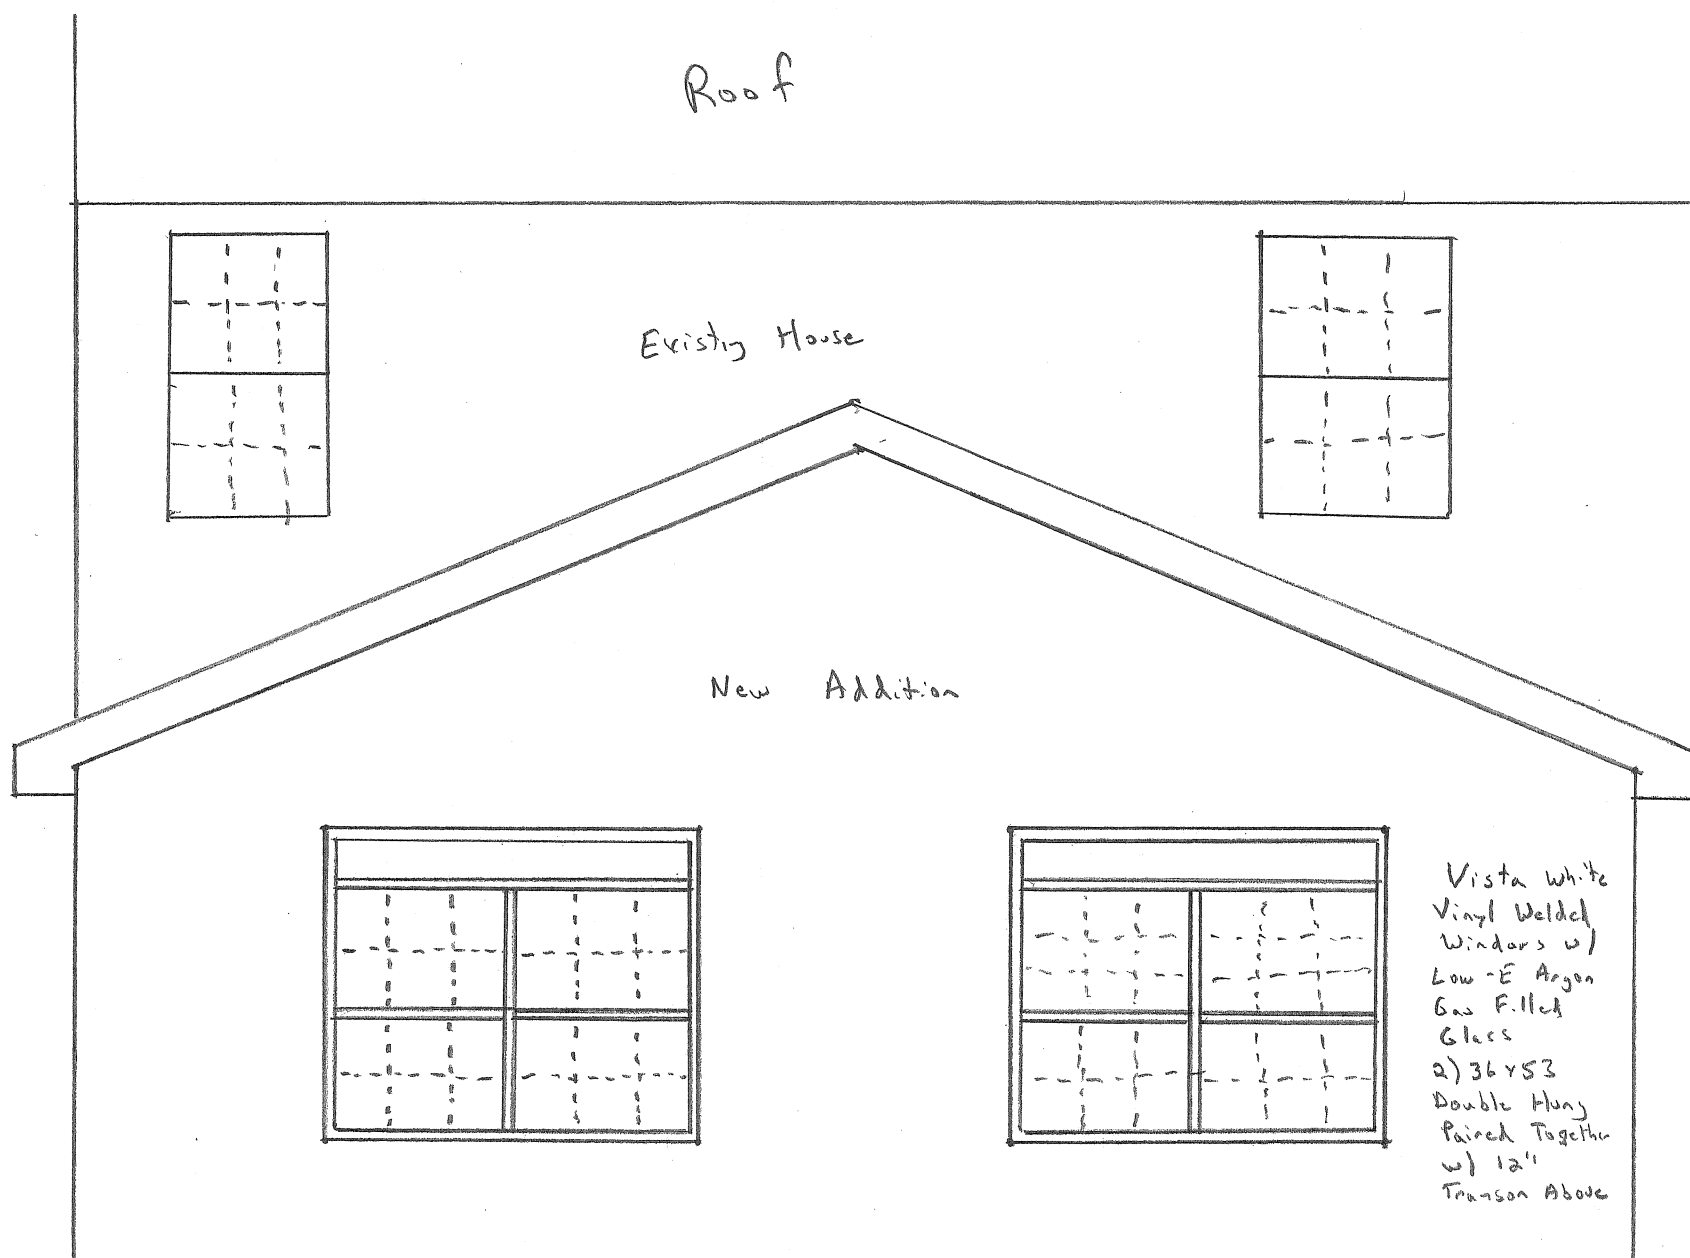 Roof
Existing House
New Addition
Vista White
Vinyl Welded
Windows w/
Low-E Argon
Gas Filled
Glass
2) 36x53
Double Hung
Paired Together
w/ 12"
Transom Above